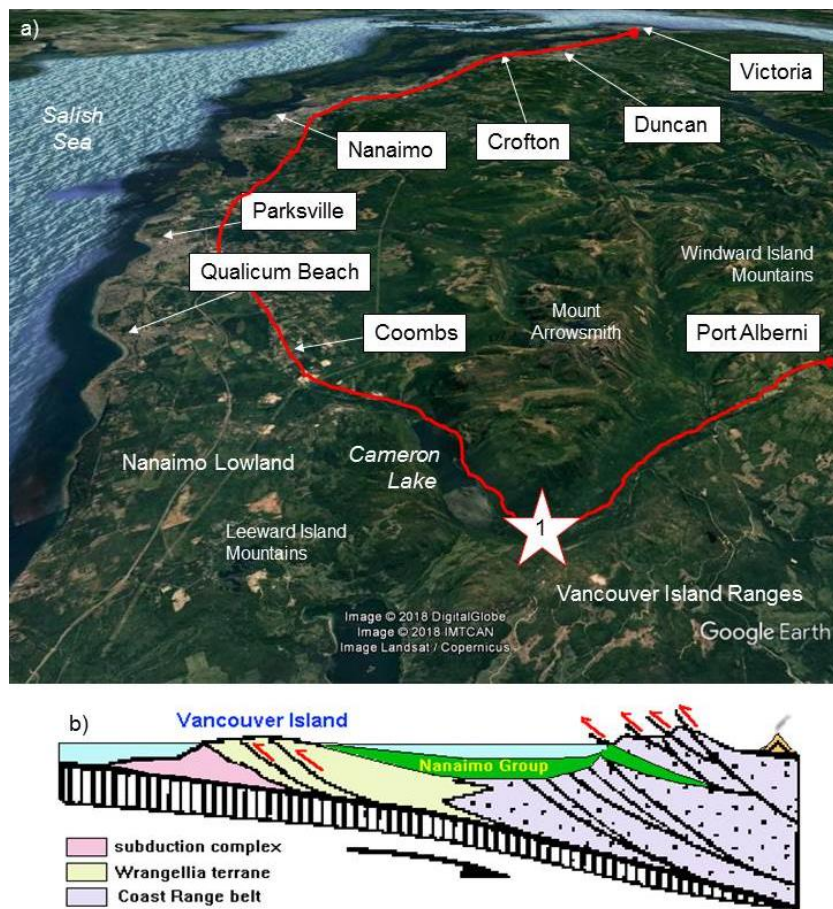 a)
Victoria
Salish
Sea
Duncan
Crofton
Nanaimo
Parksville
Windward Island
Mountains
Qualicum Beach
Mount
Arrowsmith
Port Alberni
Coombs
Cameron
Lake
Nanaimo Lowland
1
Leeward Island
Mountains
Vancouver Island Ranges
Image © 2018 DigitalGlobe
Image © 2018 IMTCAN
Image Landsat / Copernicus
Google Earth
b)
Vancouver Island
Nanaimo Group
subduction complex
Wrangellia terrane
Coast Range belt